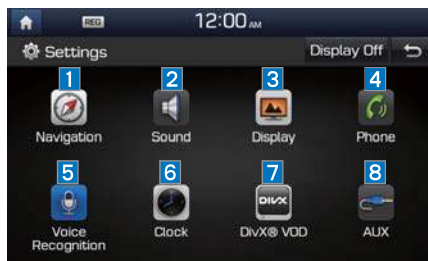 REC 12:00 AM
Settings Display Off
1 2 3 4
Navigation Sound Display Phone
5 6 7 8
DIVX
Voice Recognition Clock DivX® VOD AUX